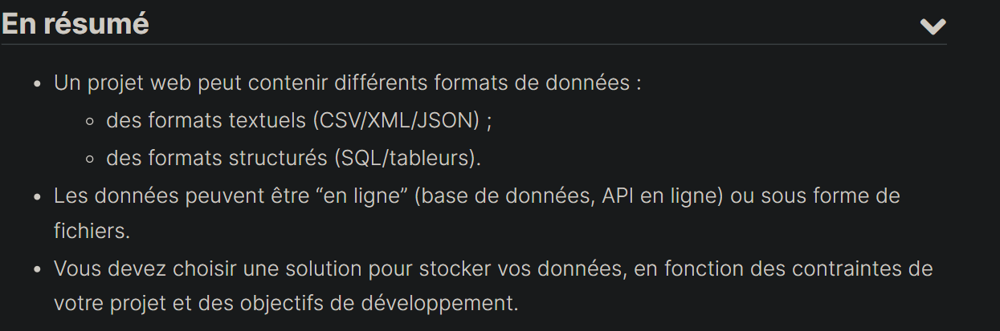 En résumé
• Un projet web peut contenir différents formats de données :
◦ des formats textuels (CSV/XML/JSON) ;
◦ des formats structurés (SQL/tableurs).
• Les données peuvent être “en ligne” (base de données, API en ligne) ou sous forme de
fichiers.
• Vous devez choisir une solution pour stocker vos données, en fonction des contraintes de
votre projet et des objectifs de développement.